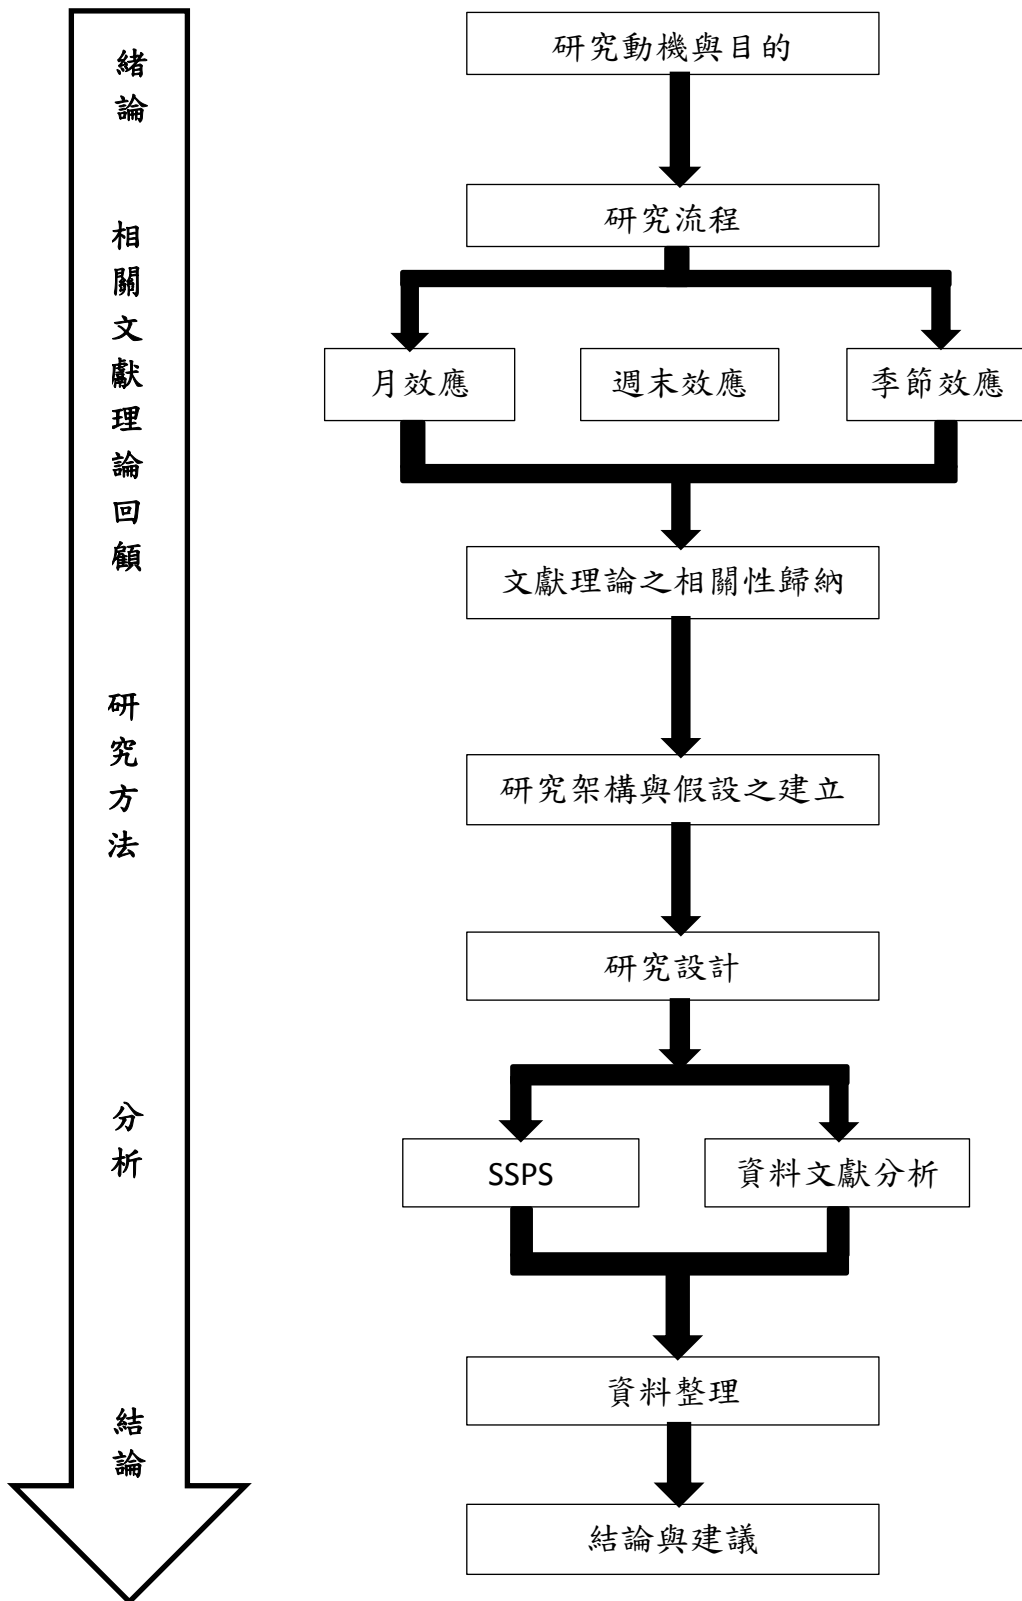 緒論
相關文獻理論回顧
研究方法
分析
結論
研究動機與目的
研究流程
月效應
週末效應
季節效應
文獻理論之相關性歸納
研究架構與假設之建立
研究設計
SSPS
資料文獻分析
資料整理
結論與建議